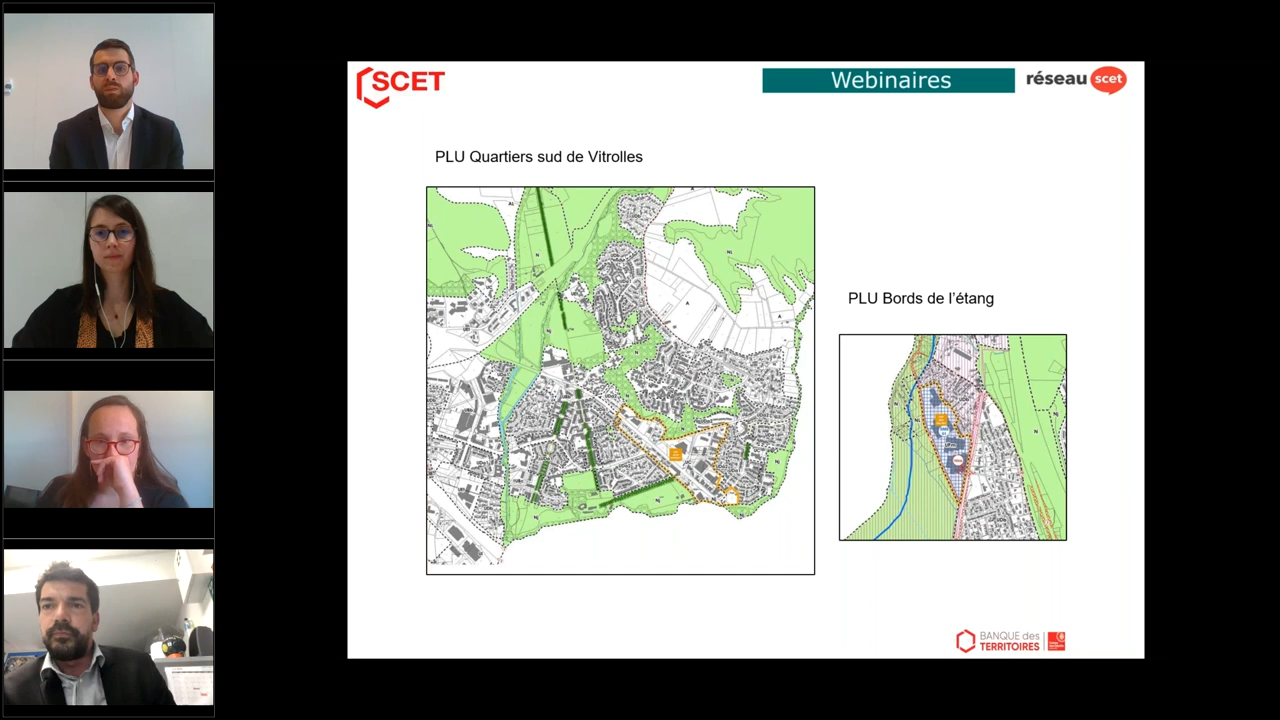 SCET
Webinaires
réseau scet
PLU Quartiers sud de Vitrolles
PLU Bords de l'étang
BANQUE des
TERRITOIRES